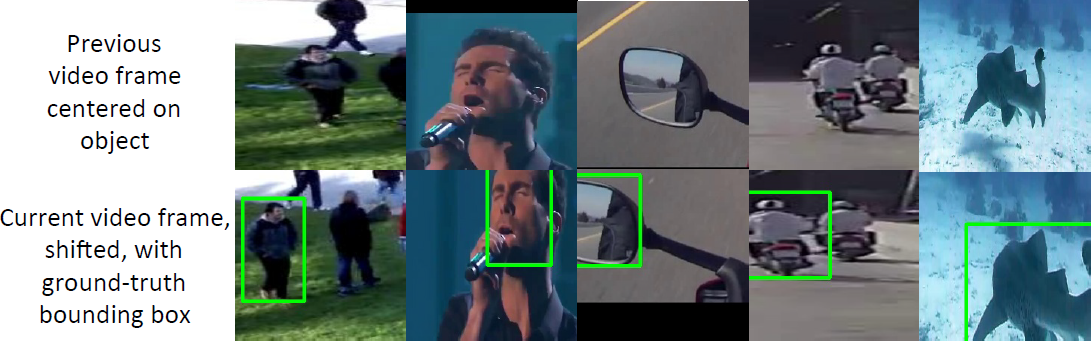 Previous
video frame
centered on
object
Current video frame,
shifted, with
ground-truth
bounding box